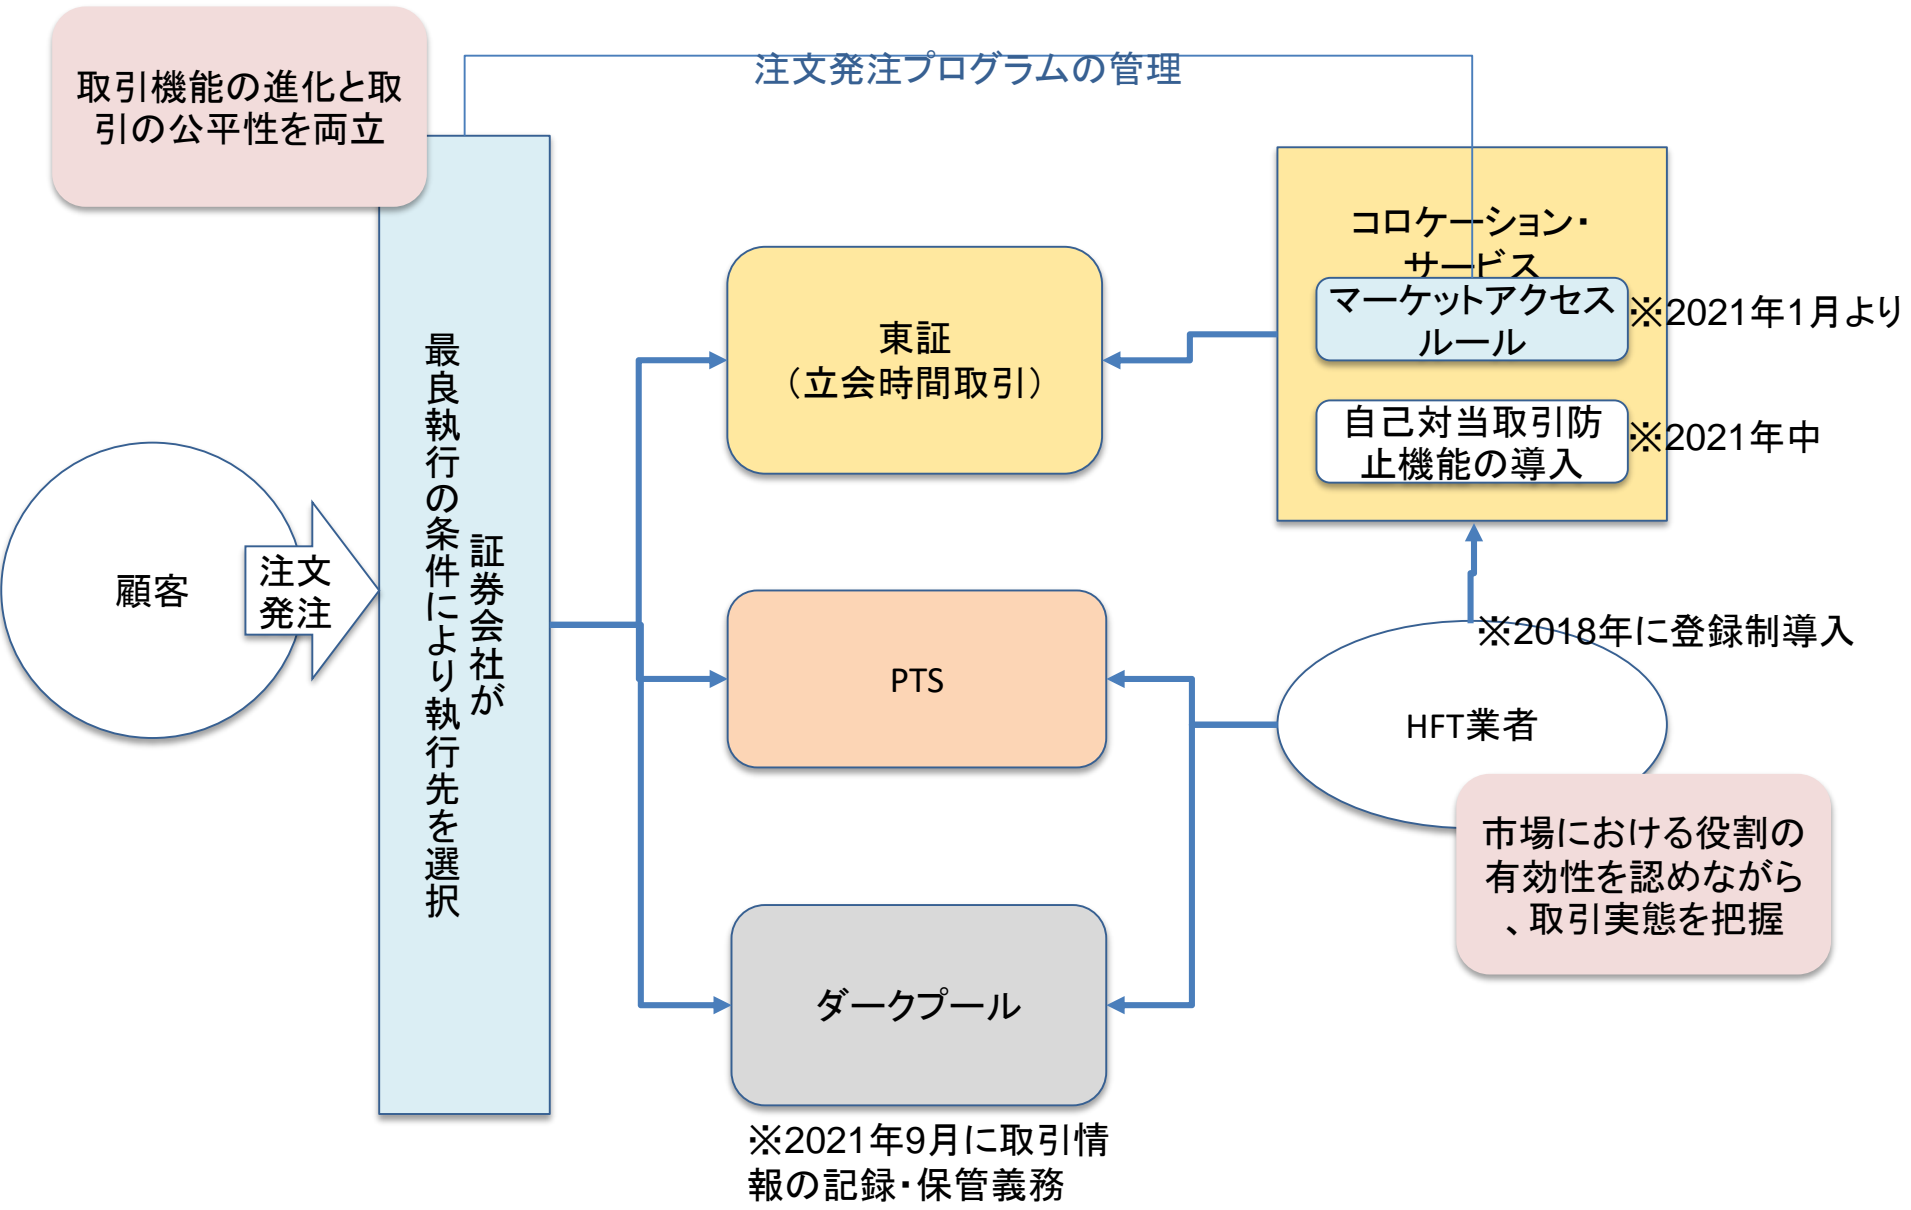 取引機能の進化と取
引の公平性を両立
注文発注プログラムの管理
コロケーション・
サービス
マーケットアクセス
ルール
※2021年1月より
自己対当取引防
止機能の導入
※2021年中
東証
（立会時間取引）
証券会社が
最良執行の条件により執行先を選択
顧客
注文
発注
PTS
※2018年に登録制導入
HFT業者
市場における役割の
有効性を認めながら
、取引実態を把握
ダークプール
※2021年9月に取引情
報の記録・保管義務